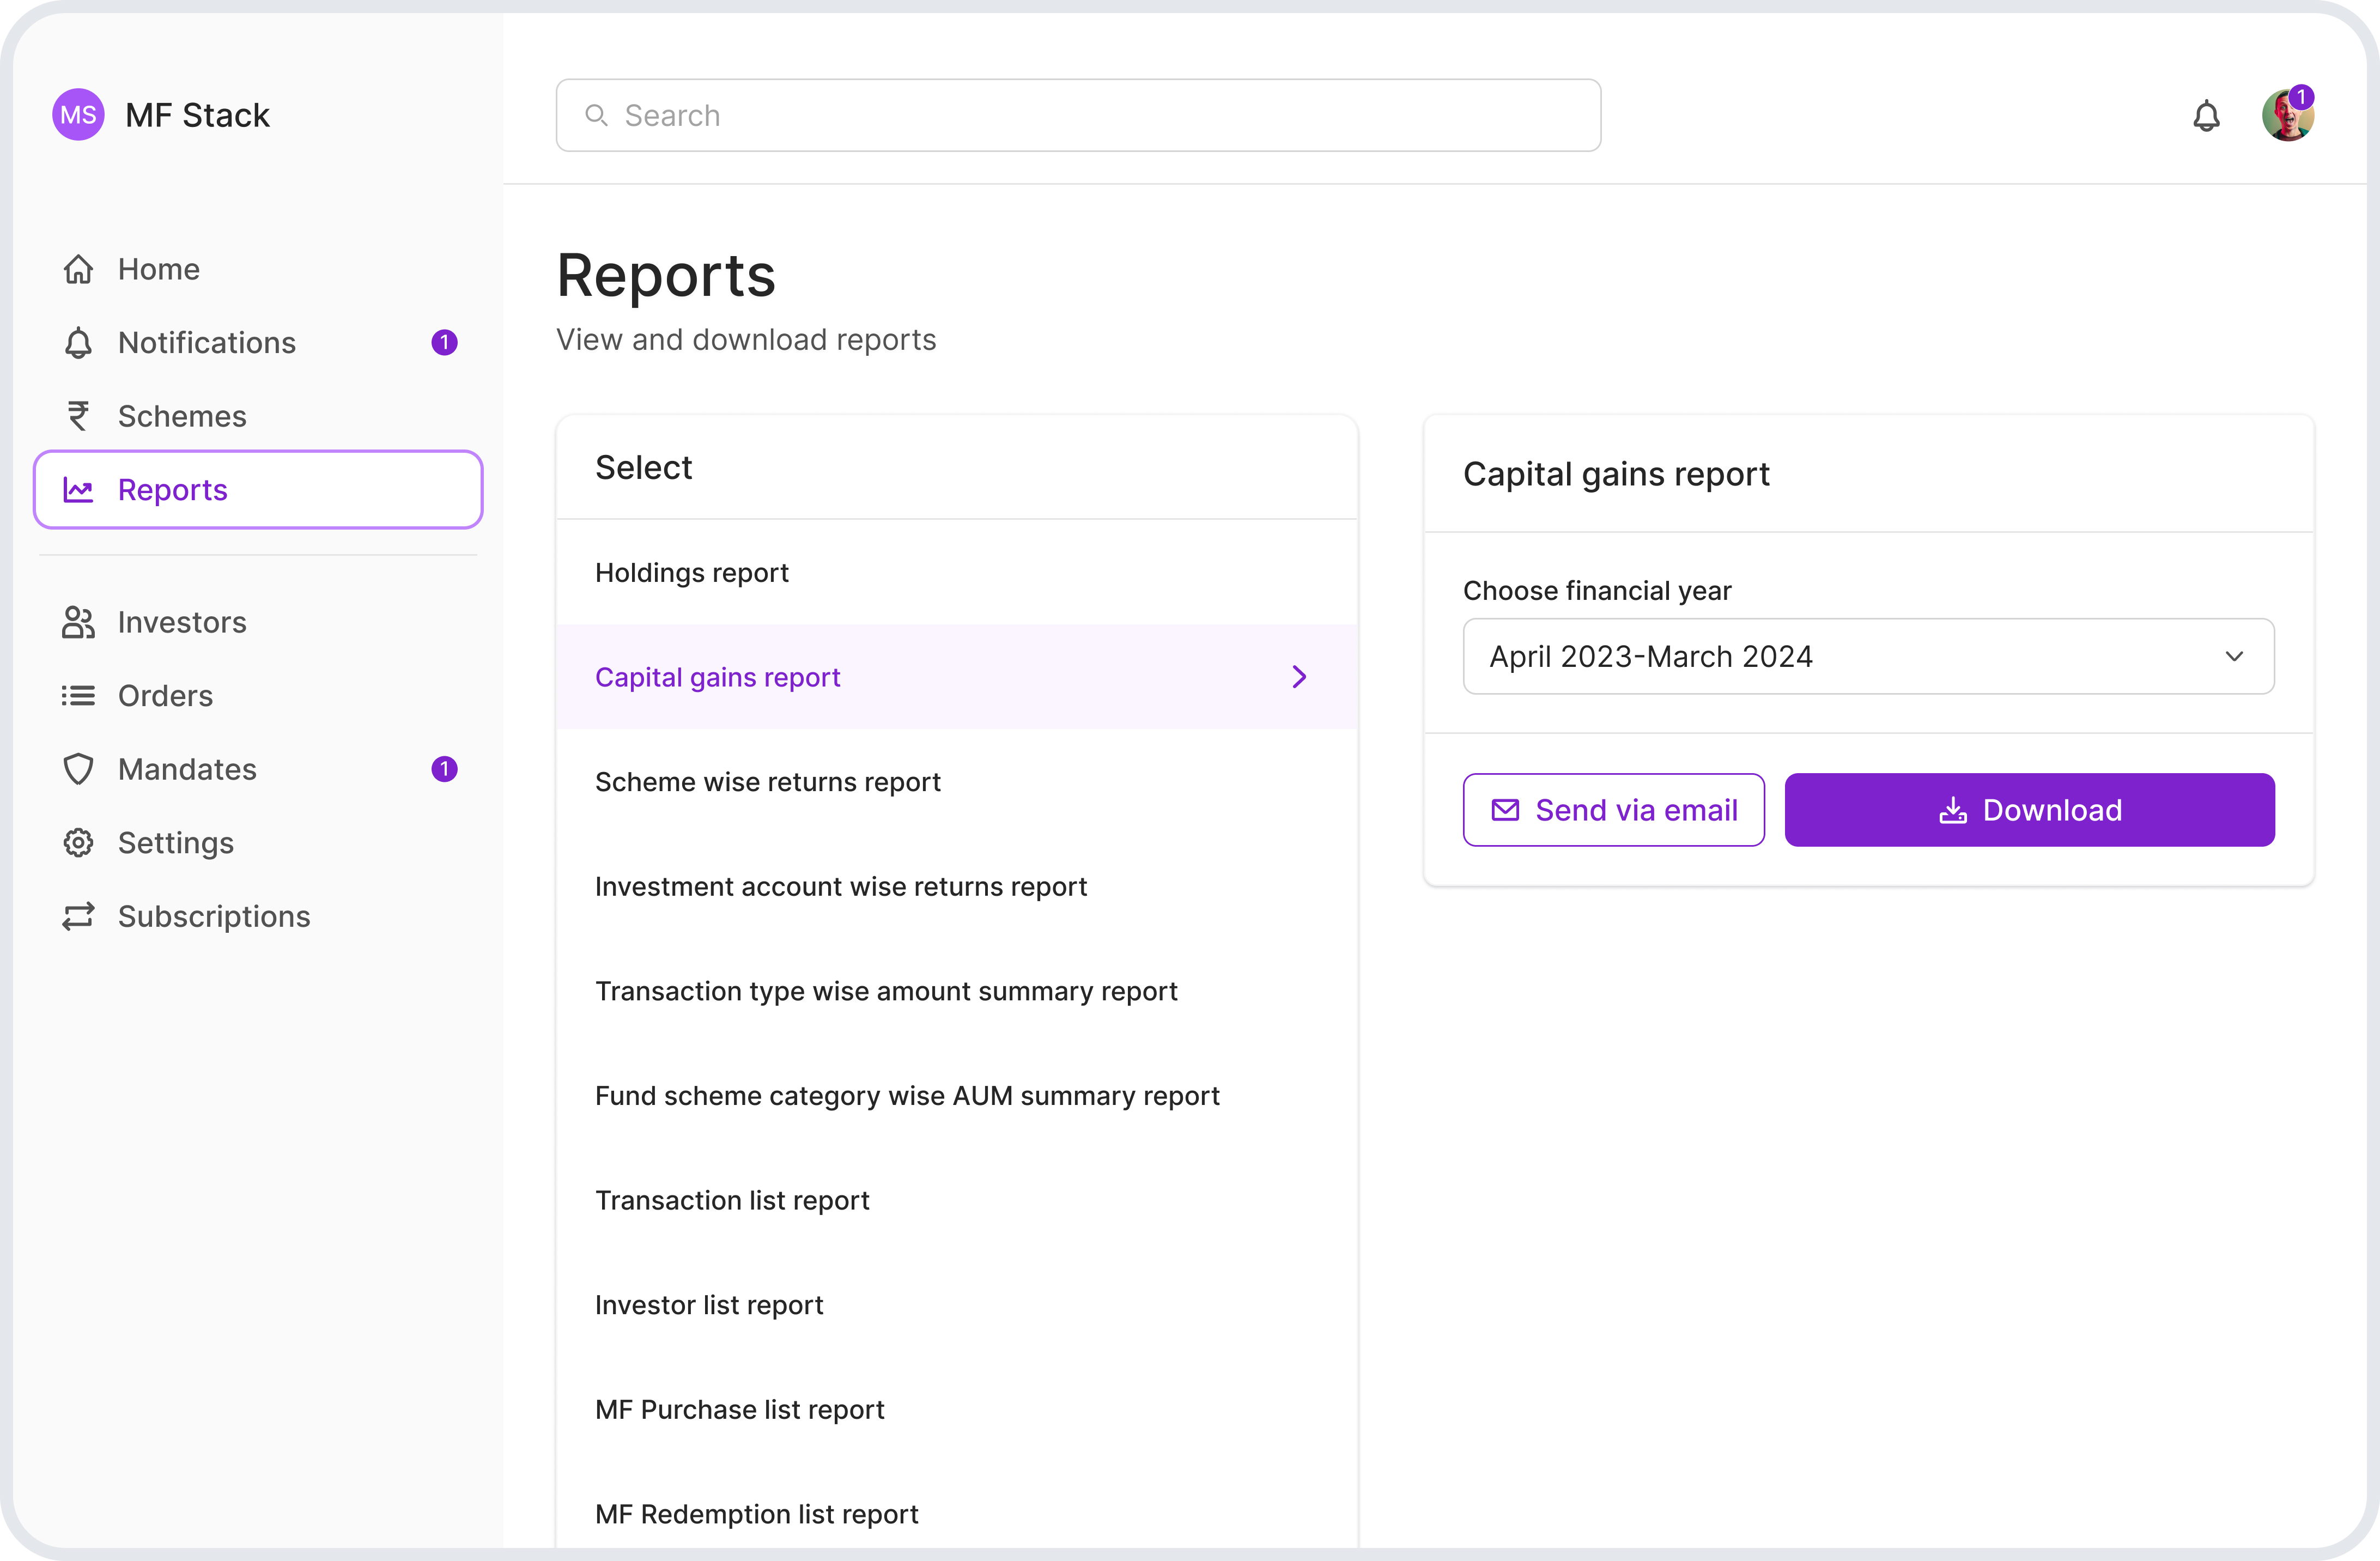 MS MF Stack
Search
1
Home
Notifications 1
Schemes
Reports
Investors
Orders
Mandates 1
Settings
Subscriptions
Reports
View and download reports
Select
Holdings report
Capital gains report
Scheme wise returns report
Investment account wise returns report
Transaction type wise amount summary report
Fund scheme category wise AUM summary report
Transaction list report
Investor list report
MF Purchase list report
MF Redemption list report
Capital gains report
Choose financial year
April 2023-March 2024
Send via email
Download